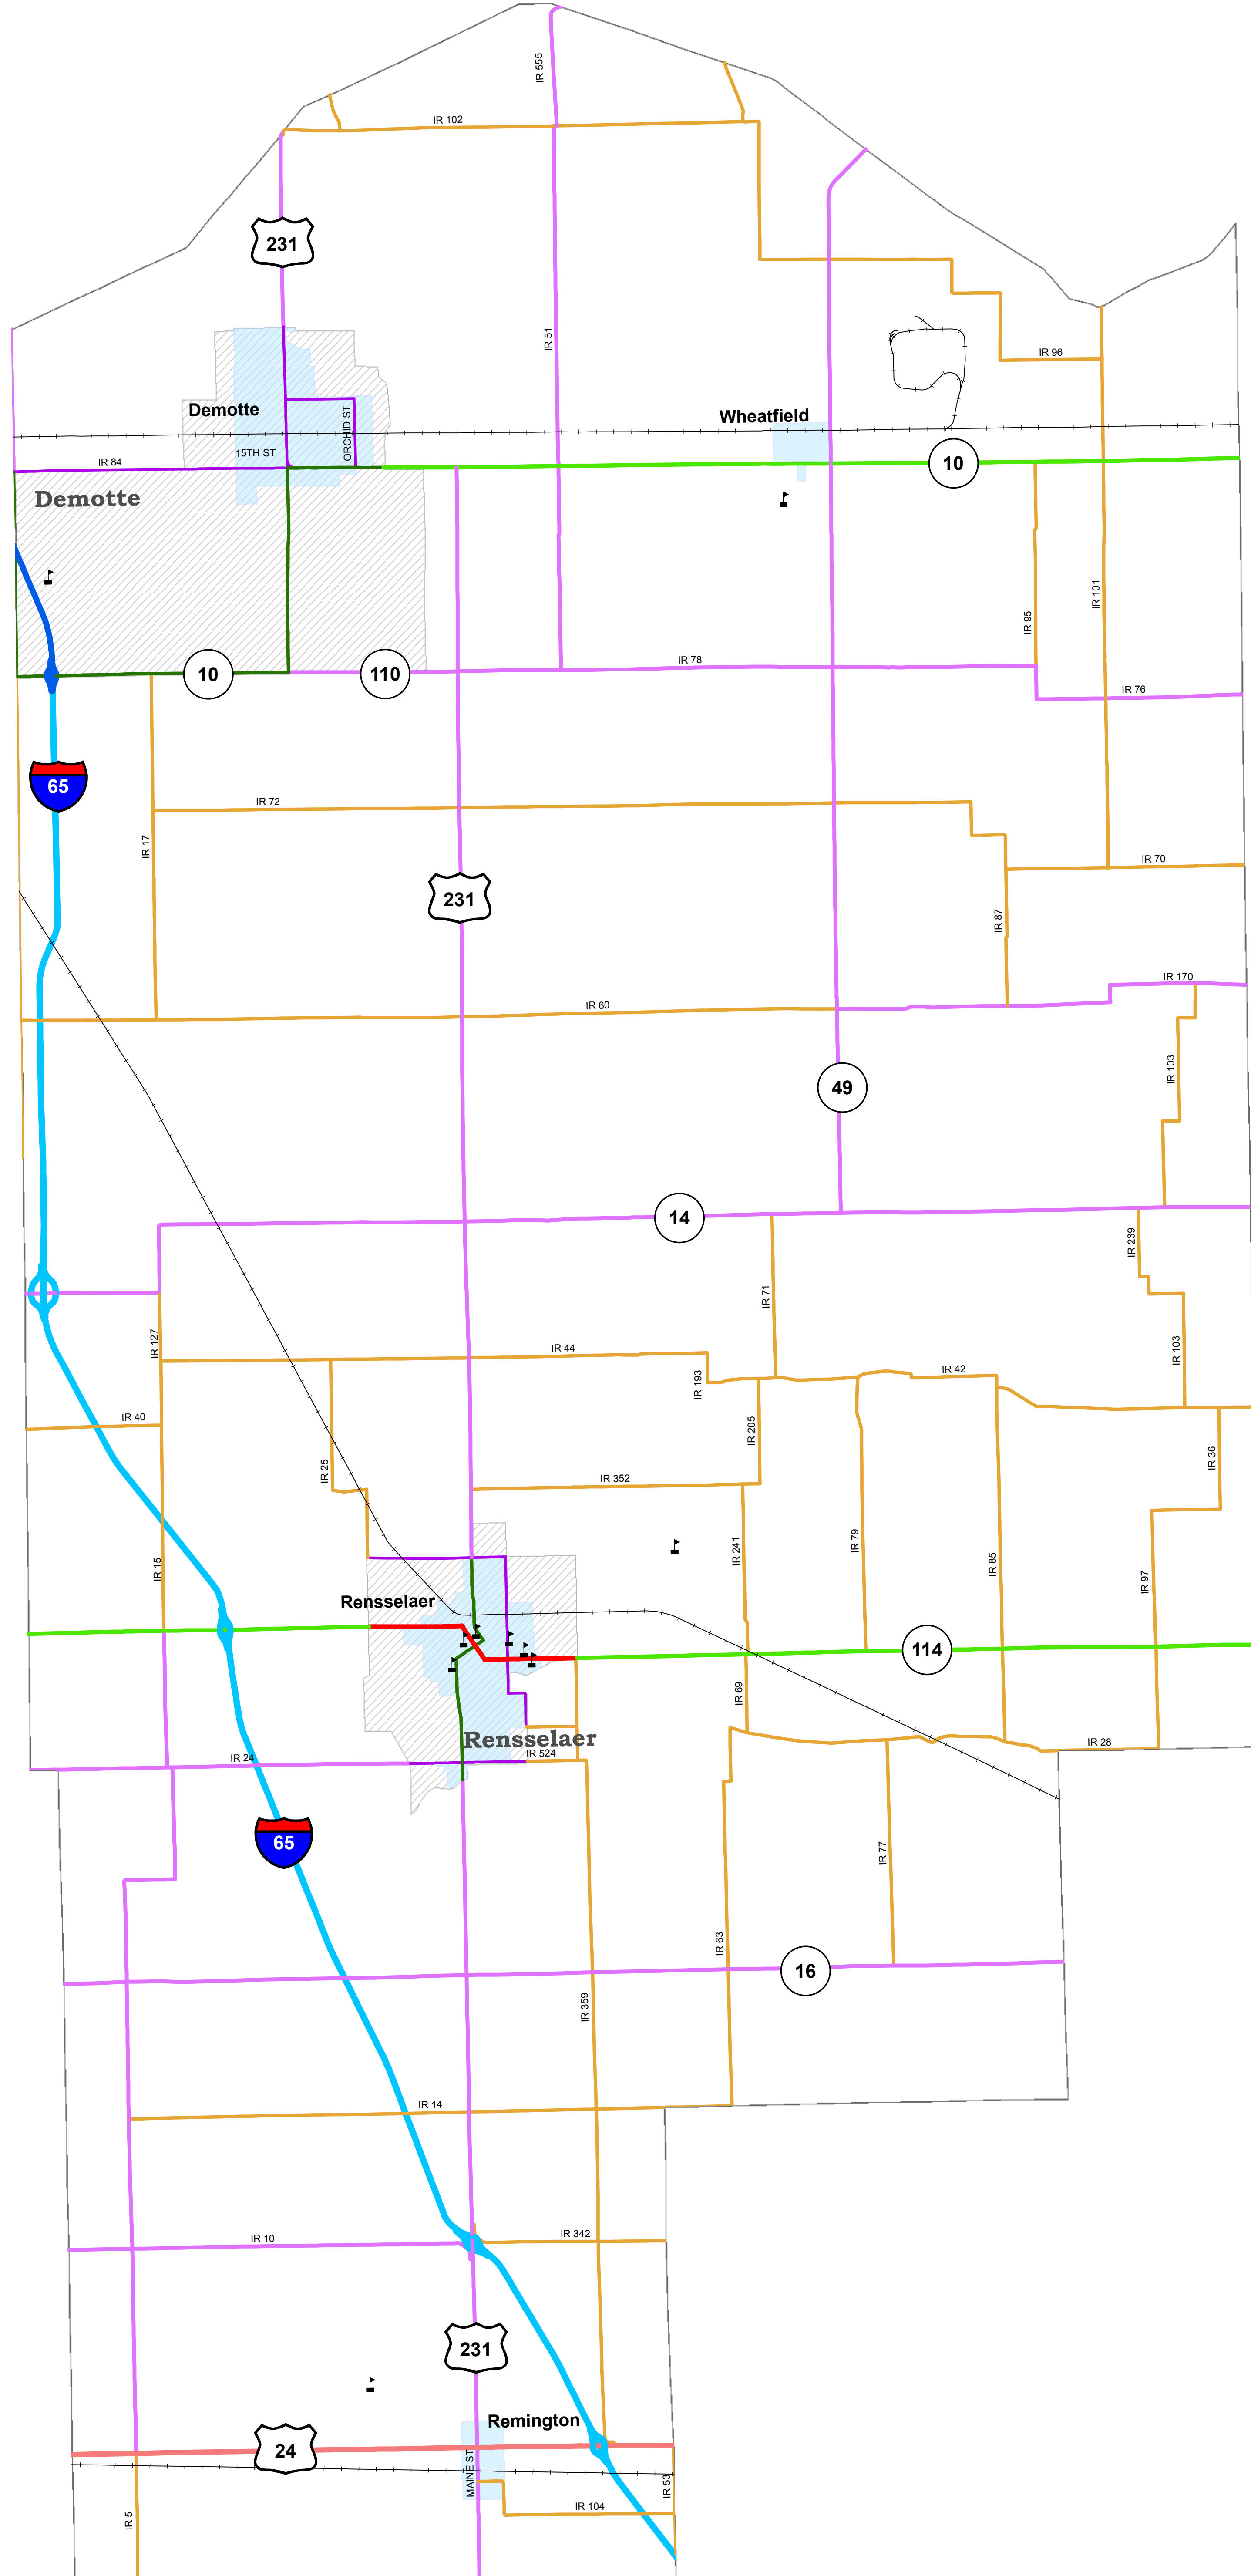 IR 555
IR 102
231
IR 51
IR 96
Demotte
ORCHID ST
Wheatfield
15TH ST
IR 84
10
Demotte
IR 101
IR 95
10
110
IR 78
IR 76
65
IR 72
IR 17
IR 70
231
IR 87
IR 170
IR 60
IR 103
49
14
IR 239
IR 71
IR 127
IR 44
IR 103
IR 193
IR 42
IR 40
IR 205
IR 36
IR 25
IR 352
IR 241
IR 79
IR 85
IR 15
IR 97
Rensselaer
114
IR 69
Rensselaer
IR 28
IR 524
IR 24
65
IR 77
IR 63
16
IR 359
IR 14
IR 342
IR 10
231
Remington
24
MAINE ST
IR 53
IR 104
IR 5